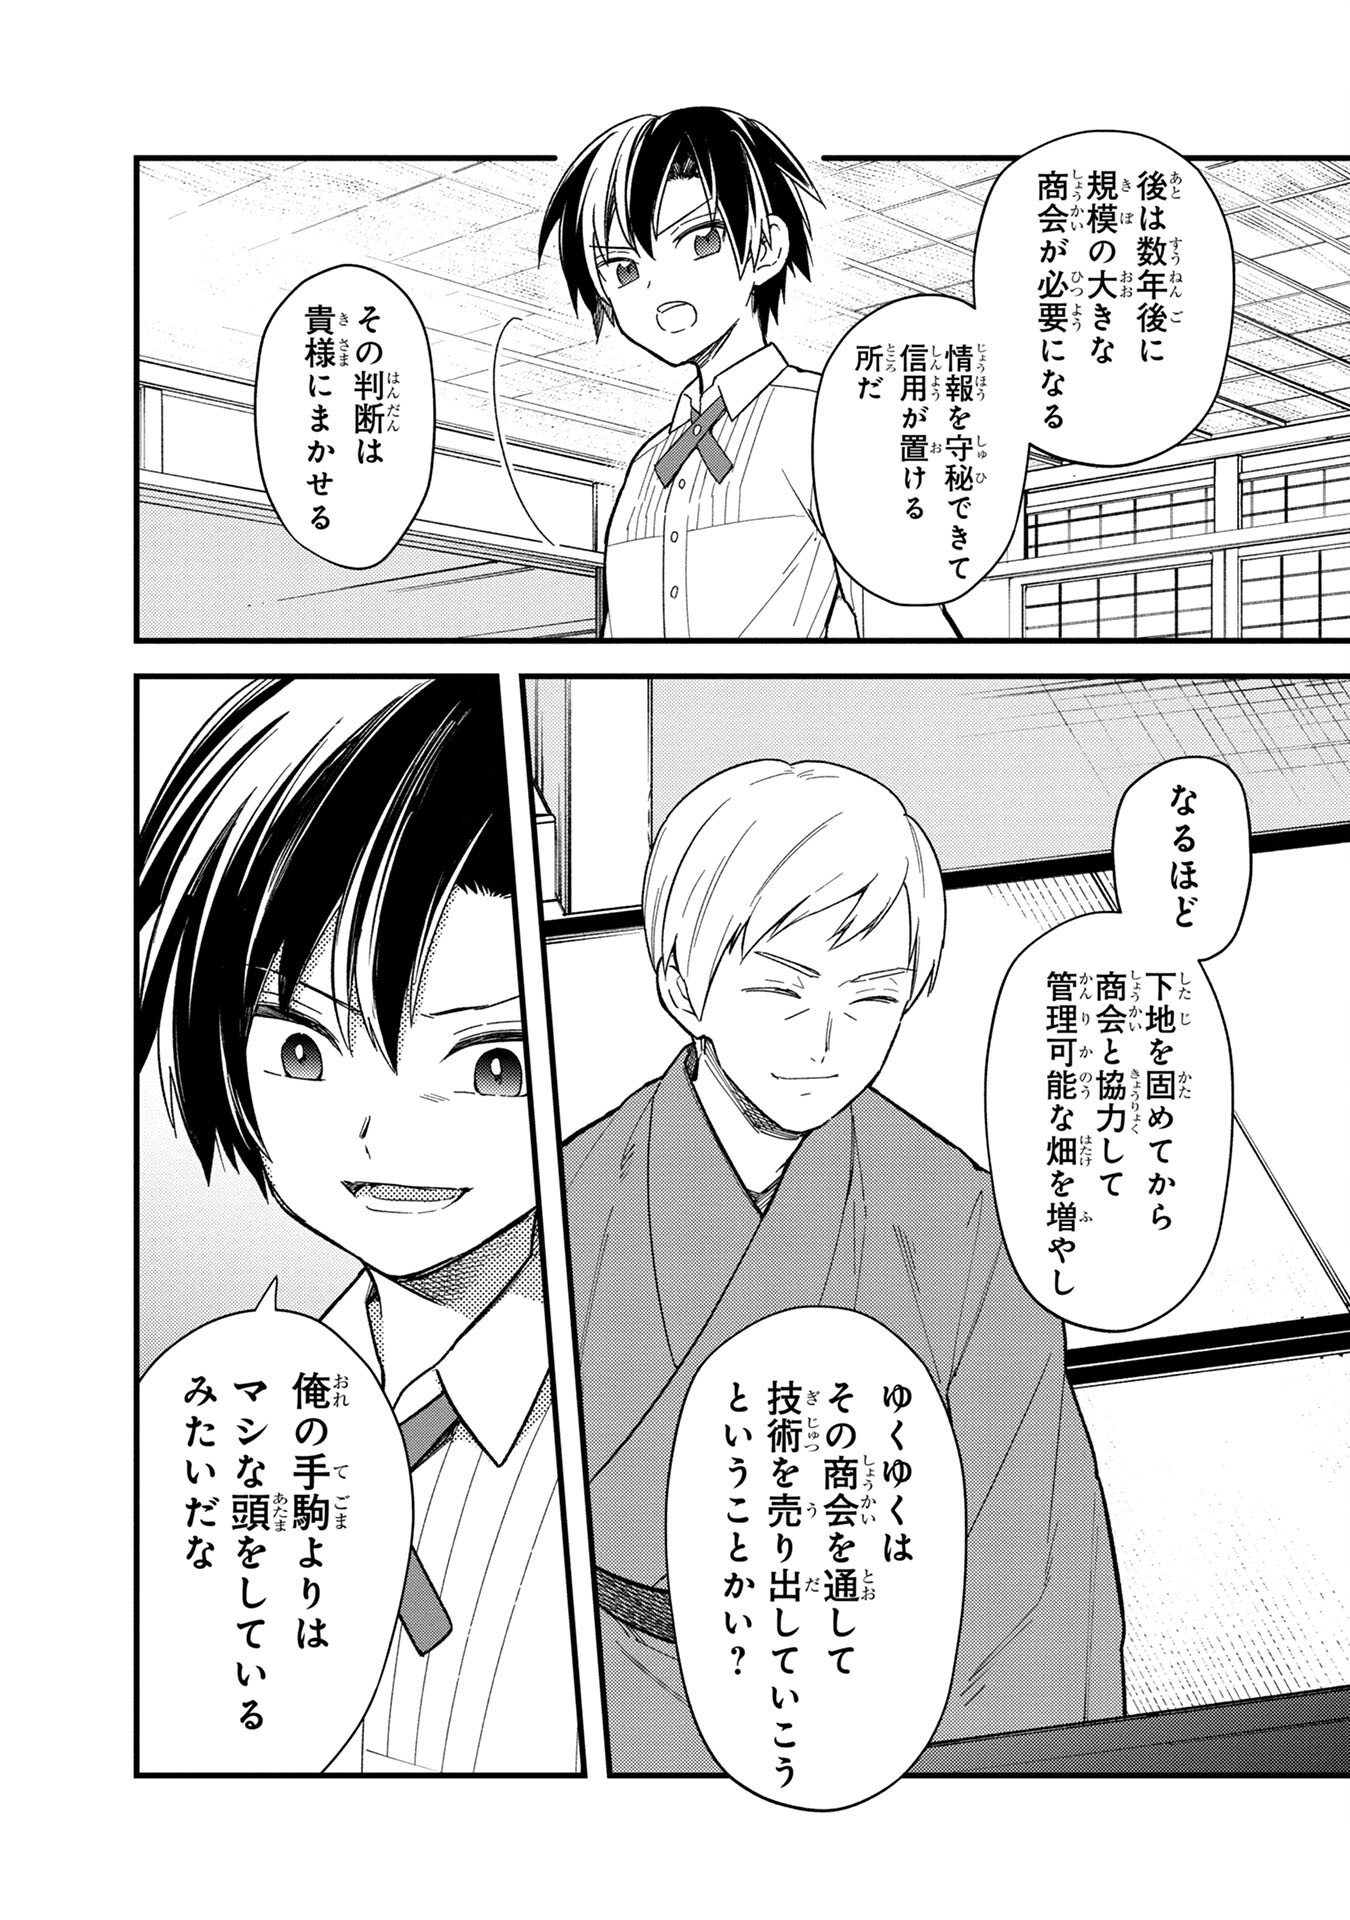 後は数年後に
規模の大きな
商会が必要になる
情報を守秘できて
信用が置ける
所だ
その判断は
貴様にまかせる
なるほど
下地を固めてから
商会と協力して
管理可能な畑を増やし
ゆくゆくは
その商会を通して
技術を売り出していこう
ということかい？
俺の手駒よりは
マシな頭をしている
みたいだな